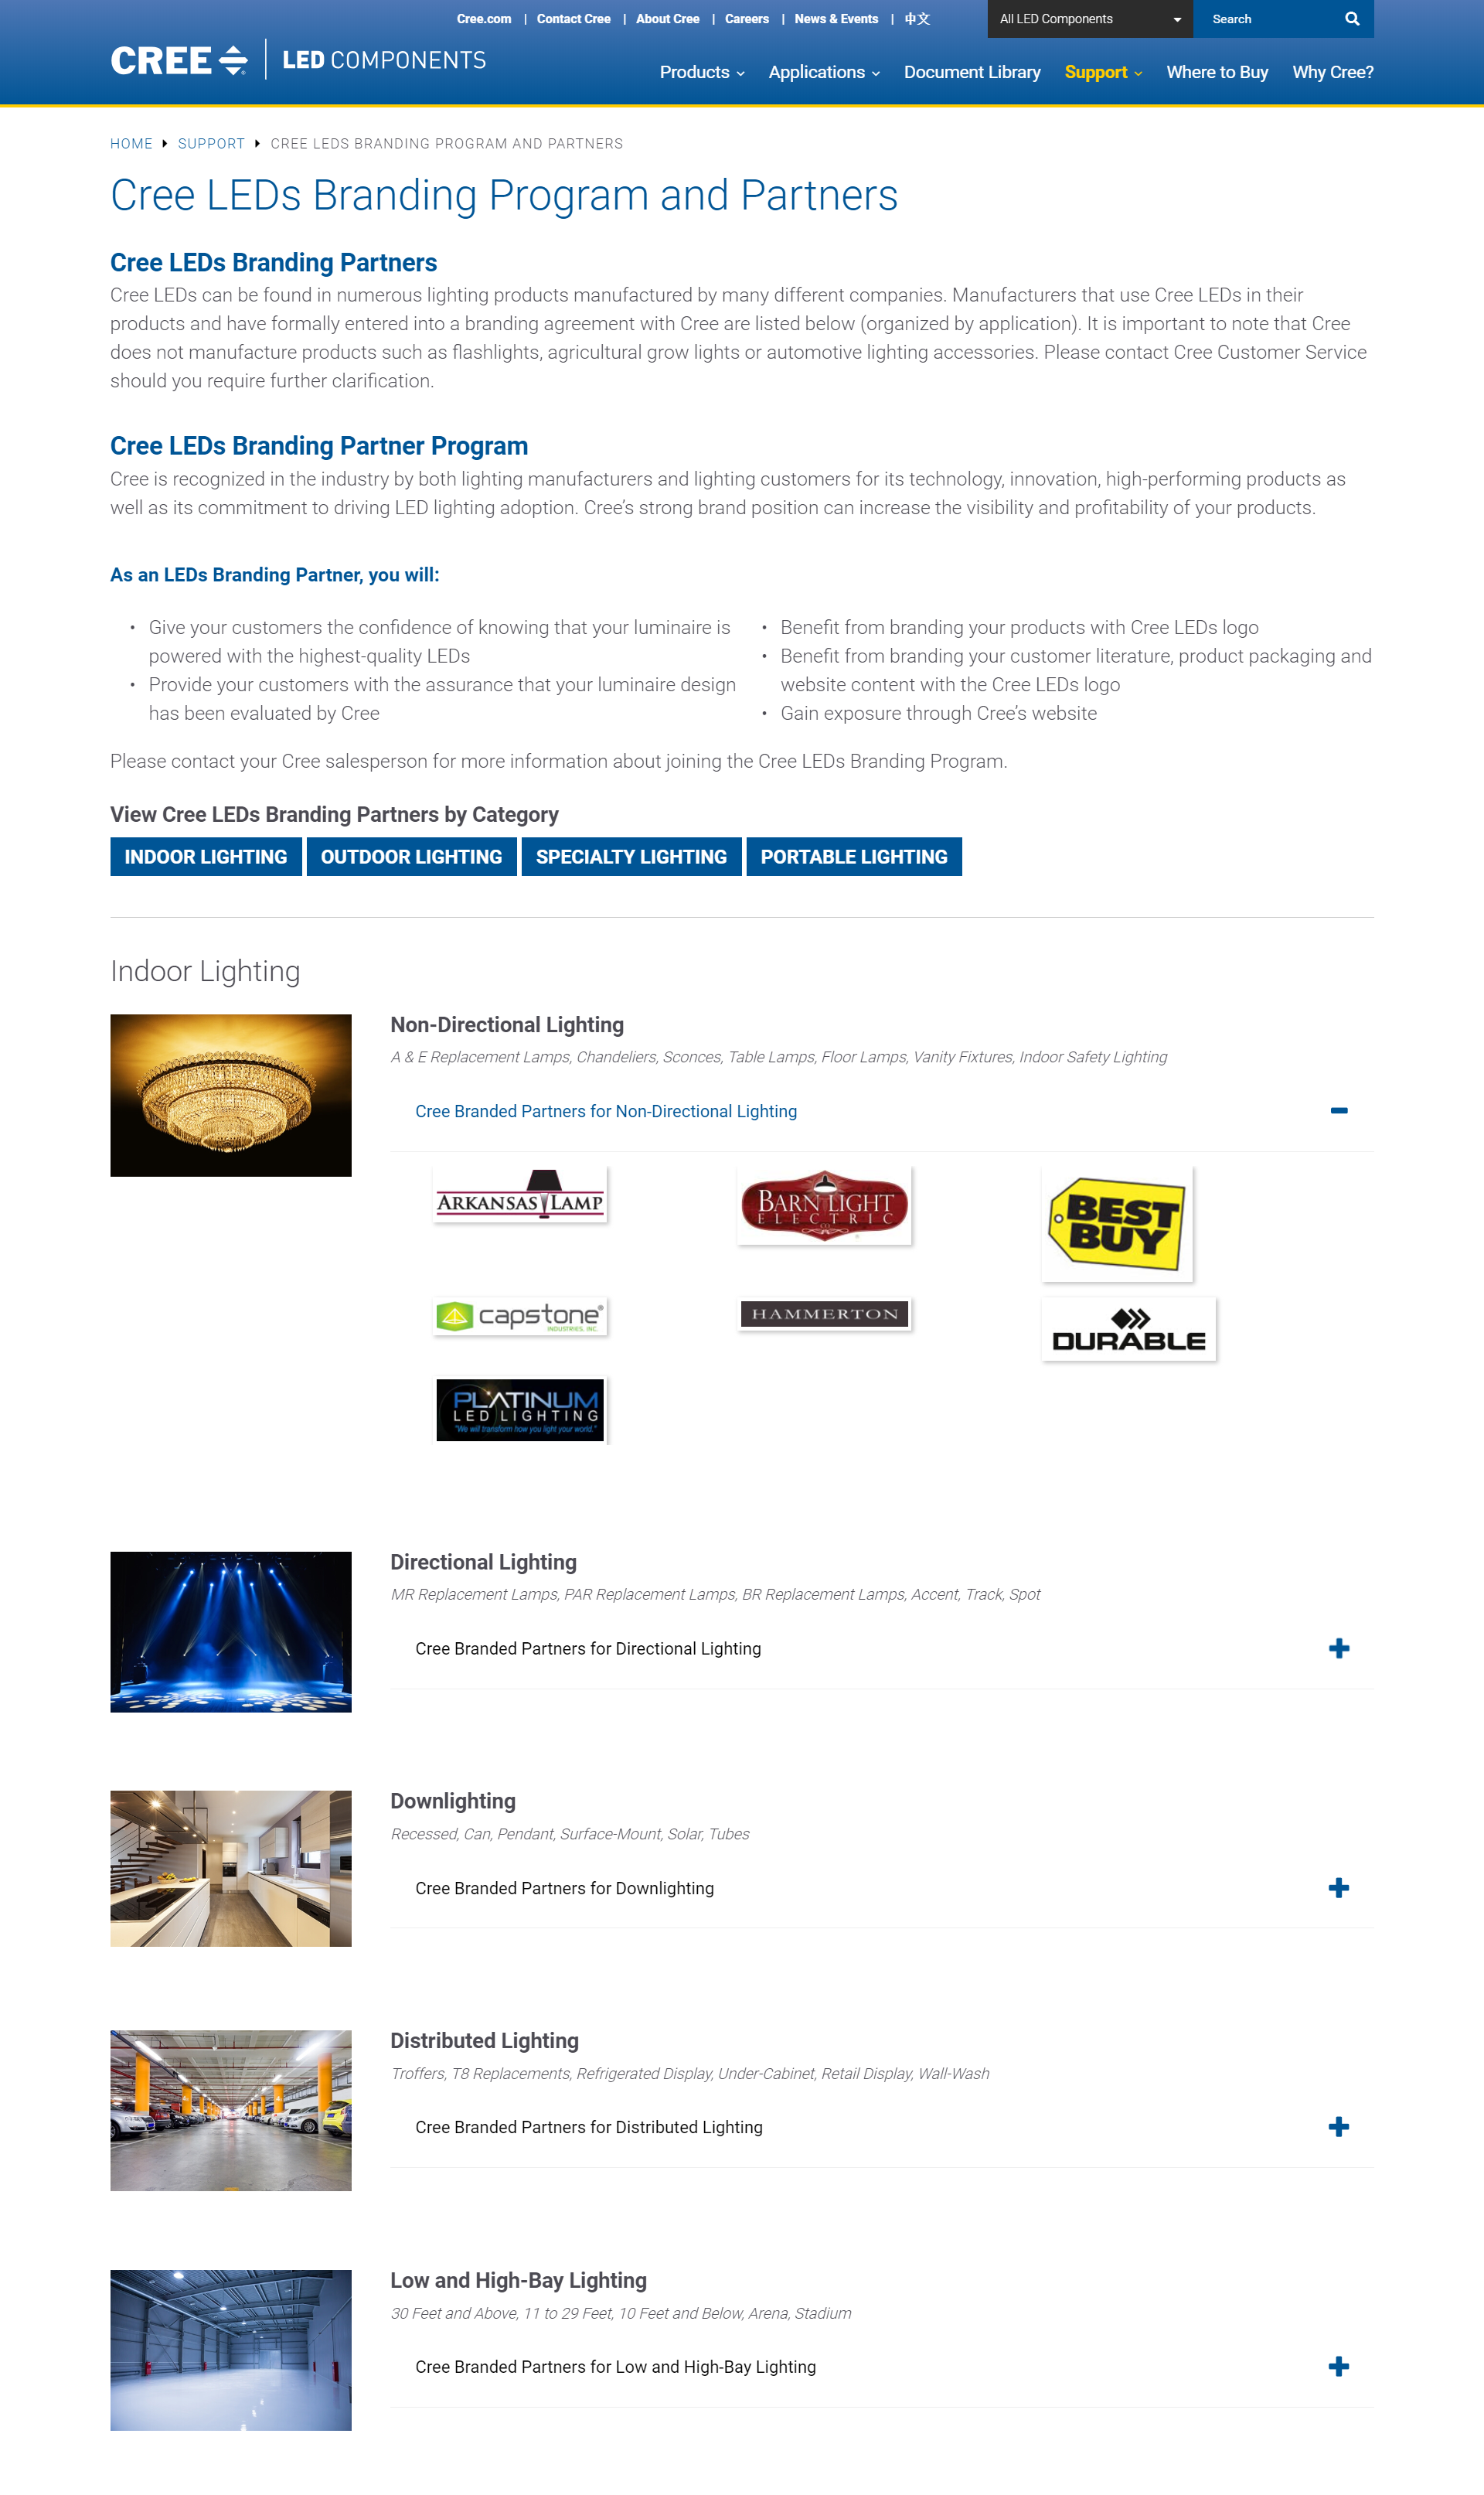 Cree.com | Contact Cree | About Cree | Careers | News & Events | 中文
All LED Components
Search
CREE
LED COMPONENTS
Products Applications Document Library Support Where to Buy Why Cree?
HOME SUPPORT CREE LEDS BRANDING PROGRAM AND PARTNERS
Cree LEDs Branding Program and Partners
Cree LEDs Branding Partners
Cree LEDs can be found in numerous lighting products manufactured by many different companies. Manufacturers that use Cree LEDs in their
products and have formally entered into a branding agreement with Cree are listed below (organized by application). It is important to note that Cree
does not manufacture products such as flashlights, agricultural grow lights or automotive lighting accessories. Please contact Cree Customer Service
should you require further clarification.
Cree LEDs Branding Partner Program
Cree is recognized in the industry by both lighting manufacturers and lighting customers for its technology, innovation, high-performing products as
well as its commitment to driving LED lighting adoption. Cree’s strong brand position can increase the visibility and profitability of your products.
As an LEDs Branding Partner, you will:
• Give your customers the confidence of knowing that your luminaire is
powered with the highest-quality LEDs
• Provide your customers with the assurance that your luminaire design
has been evaluated by Cree
• Benefit from branding your products with Cree LEDs logo
• Benefit from branding your customer literature, product packaging and
website content with the Cree LEDs logo
• Gain exposure through Cree’s website
Please contact your Cree salesperson for more information about joining the Cree LEDs Branding Program.
View Cree LEDs Branding Partners by Category
INDOOR LIGHTING OUTDOOR LIGHTING SPECIALTY LIGHTING PORTABLE LIGHTING
Indoor Lighting
Non-Directional Lighting
A & E Replacement Lamps, Chandeliers, Sconces, Table Lamps, Floor Lamps, Vanity Fixtures, Indoor Safety Lighting
Cree Branded Partners for Non-Directional Lighting
ARKANSAS LAMP
BARN LIGHT
ELECTRIC
BEST
BUY
capstone®
INDUSTRIES, INC.
HAMMERTON
DURABLE
PLATINUM
LED LIGHTING
"We will transform how you light your world."
Directional Lighting
MR Replacement Lamps, PAR Replacement Lamps, BR Replacement Lamps, Accent, Track, Spot
Cree Branded Partners for Directional Lighting
Downlighting
Recessed, Can, Pendant, Surface-Mount, Solar, Tubes
Cree Branded Partners for Downlighting
Distributed Lighting
Troffers, T8 Replacements, Refrigerated Display, Under-Cabinet, Retail Display, Wall-Wash
Cree Branded Partners for Distributed Lighting
Low and High-Bay Lighting
30 Feet and Above, 11 to 29 Feet, 10 Feet and Below, Arena, Stadium
Cree Branded Partners for Low and High-Bay Lighting